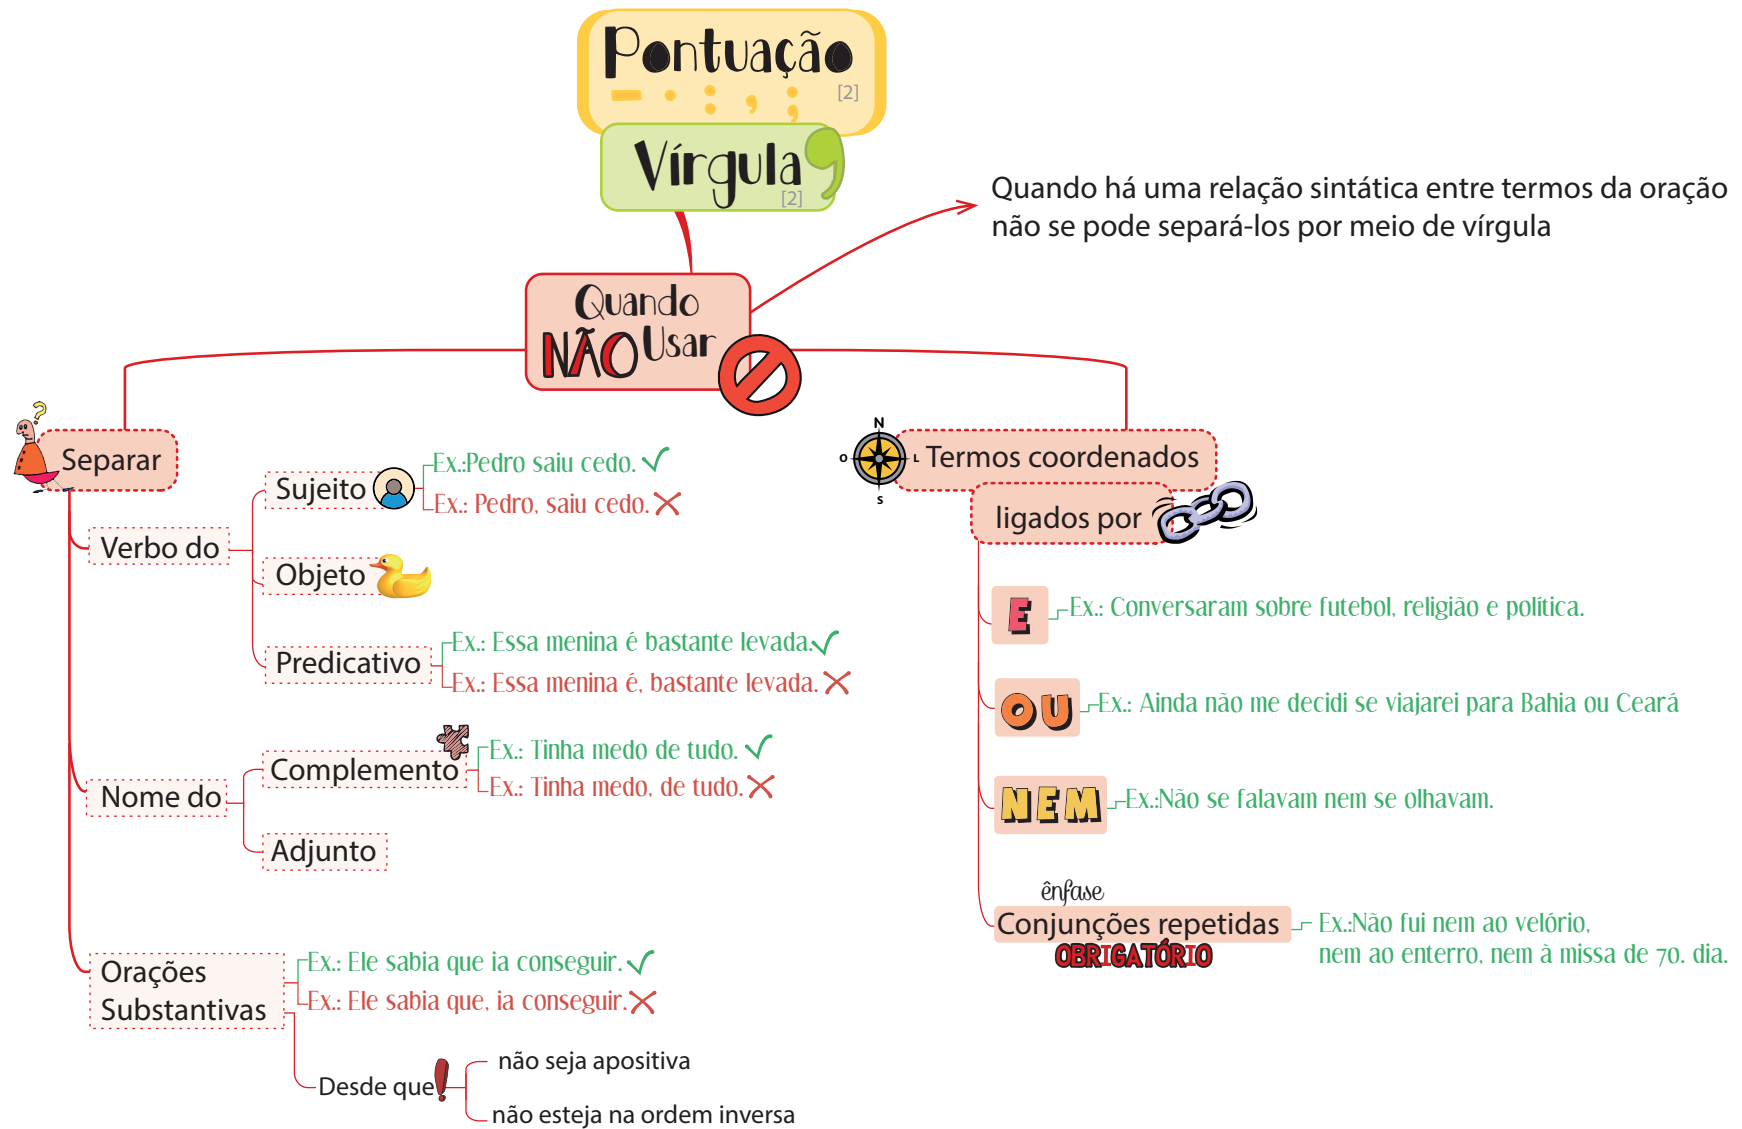 Pontuação
[2]
Vírgula
[2]
Quando há uma relação sintática entre termos da oração
não se pode separá-los por meio de vírgula
Quando
NÃO Usar
Separar
Verbo do
Sujeito
Ex.:Pedro saiu cedo.
Ex.: Pedro, saiu cedo.
Objeto
Predicativo
Ex.: Essa menina é bastante levada.
Ex.: Essa menina é, bastante levada.
Nome do
Complemento
Ex.: Tinha medo de tudo.
Ex.: Tinha medo, de tudo.
Adjunto
Orações
Substantivas
Ex.: Ele sabia que ia conseguir.
Ex.: Ele sabia que, ia conseguir.
Desde que
não seja apositiva
não esteja na ordem inversa
N
O
L
S
Termos coordenados
ligados por
E
Ex.: Conversaram sobre futebol, religião e política.
OU
Ex.: Ainda não me decidi se viajarei para Bahia ou Ceará
NEM
Ex.:Não se falavam nem se olhavam.
ênfase
Conjunções repetidas
OBRIGATÓRIO
Ex.:Não fui nem ao velório,
nem ao enterro, nem à missa de 7o. dia.